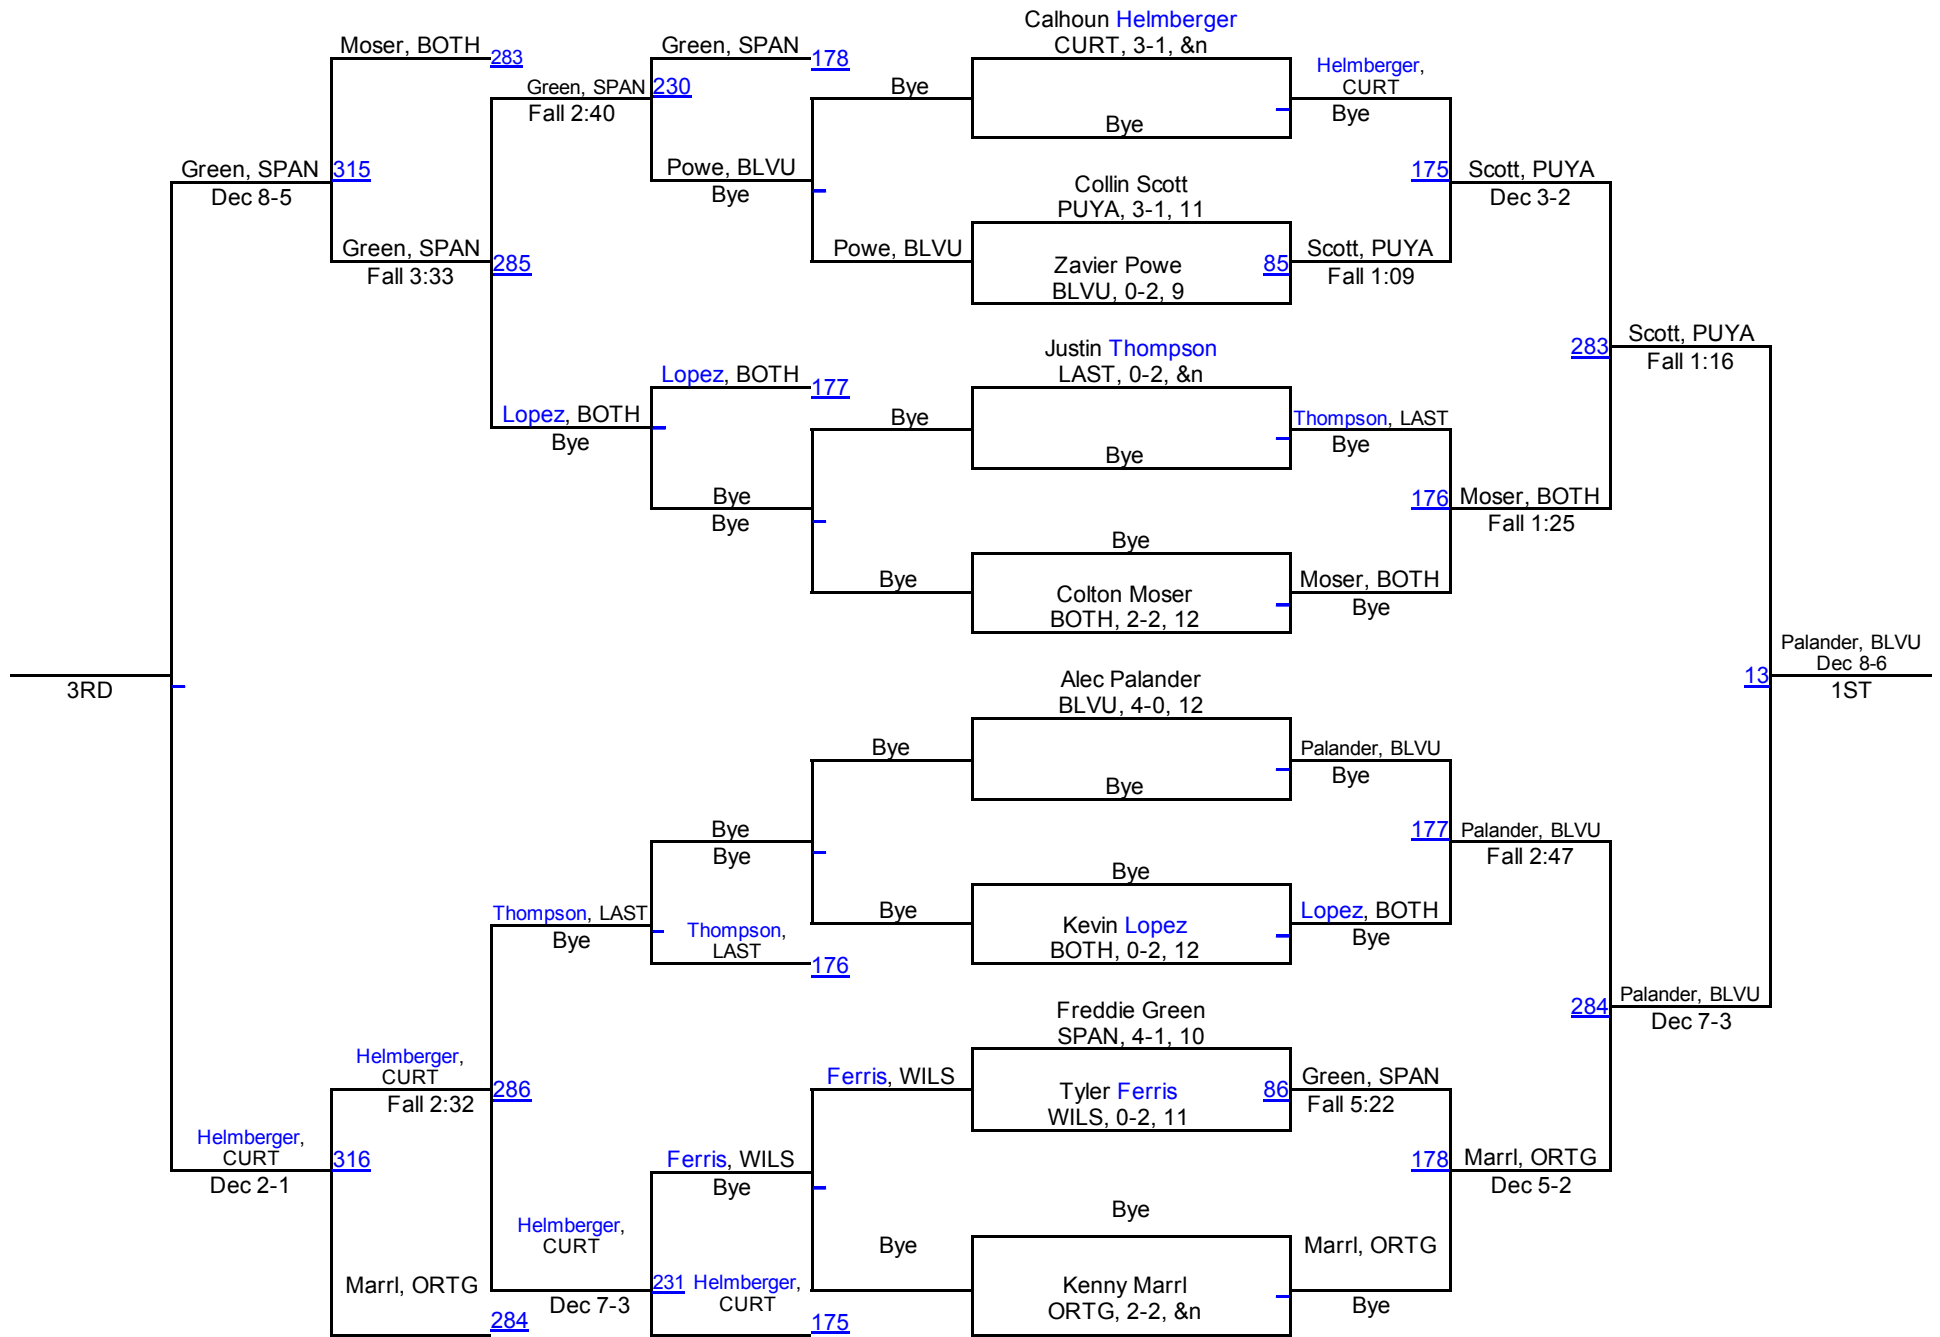 Calhoun Helmberger
CURT, 3-1, &n
Moser, BOTH 283
Green, SPAN 178
Green, SPAN 230
Fall 2:40
Bye
Bye
Helmberger,
CURT
Bye
Green, SPAN 315
Dec 8-5
Powe, BLVU
Bye
Collin Scott
PUYA, 3-1, 11
175 Scott, PUYA
Dec 3-2
Green, SPAN 285
Fall 3:33
Powe, BLVU
Zavier Powe
BLVU, 0-2, 9
85 Scott, PUYA
Fall 1:09
Justin Thompson
LAST, 0-2, &n
283 Scott, PUYA
Fall 1:16
Lopez, BOTH 177
Lopez, BOTH
Bye
Bye
Bye
Thompson, LAST
Bye
Bye
Bye
176 Moser, BOTH
Fall 1:25
Bye
Bye
Colton Moser
BOTH, 2-2, 12
Moser, BOTH
Bye
3RD
Alec Palander
BLVU, 4-0, 12
Palander, BLVU
Dec 8-6
13
1ST
Bye
Bye
Palander, BLVU
Bye
Bye
Bye
177 Palander, BLVU
Fall 2:47
Bye
Thompson, LAST
Bye
Thompson,
LAST
176
Bye
Kevin Lopez
BOTH, 0-2, 12
Lopez, BOTH
Bye
Freddie Green
SPAN, 4-1, 10
284 Palander, BLVU
Dec 7-3
Helmberger,
CURT
286
Fall 2:32
Ferris, WILS
Tyler Ferris
WILS, 0-2, 11
86 Green, SPAN
Fall 5:22
Helmberger,
CURT
316
Dec 2-1
Ferris, WILS
Bye
178 Marrl, ORTG
Dec 5-2
Helmberger,
CURT
Bye
Bye
Marrl, ORTG
Marrl, ORTG
284
Dec 7-3
231 Helmberger,
CURT
175
Kenny Marrl
ORTG, 2-2, &n
Bye